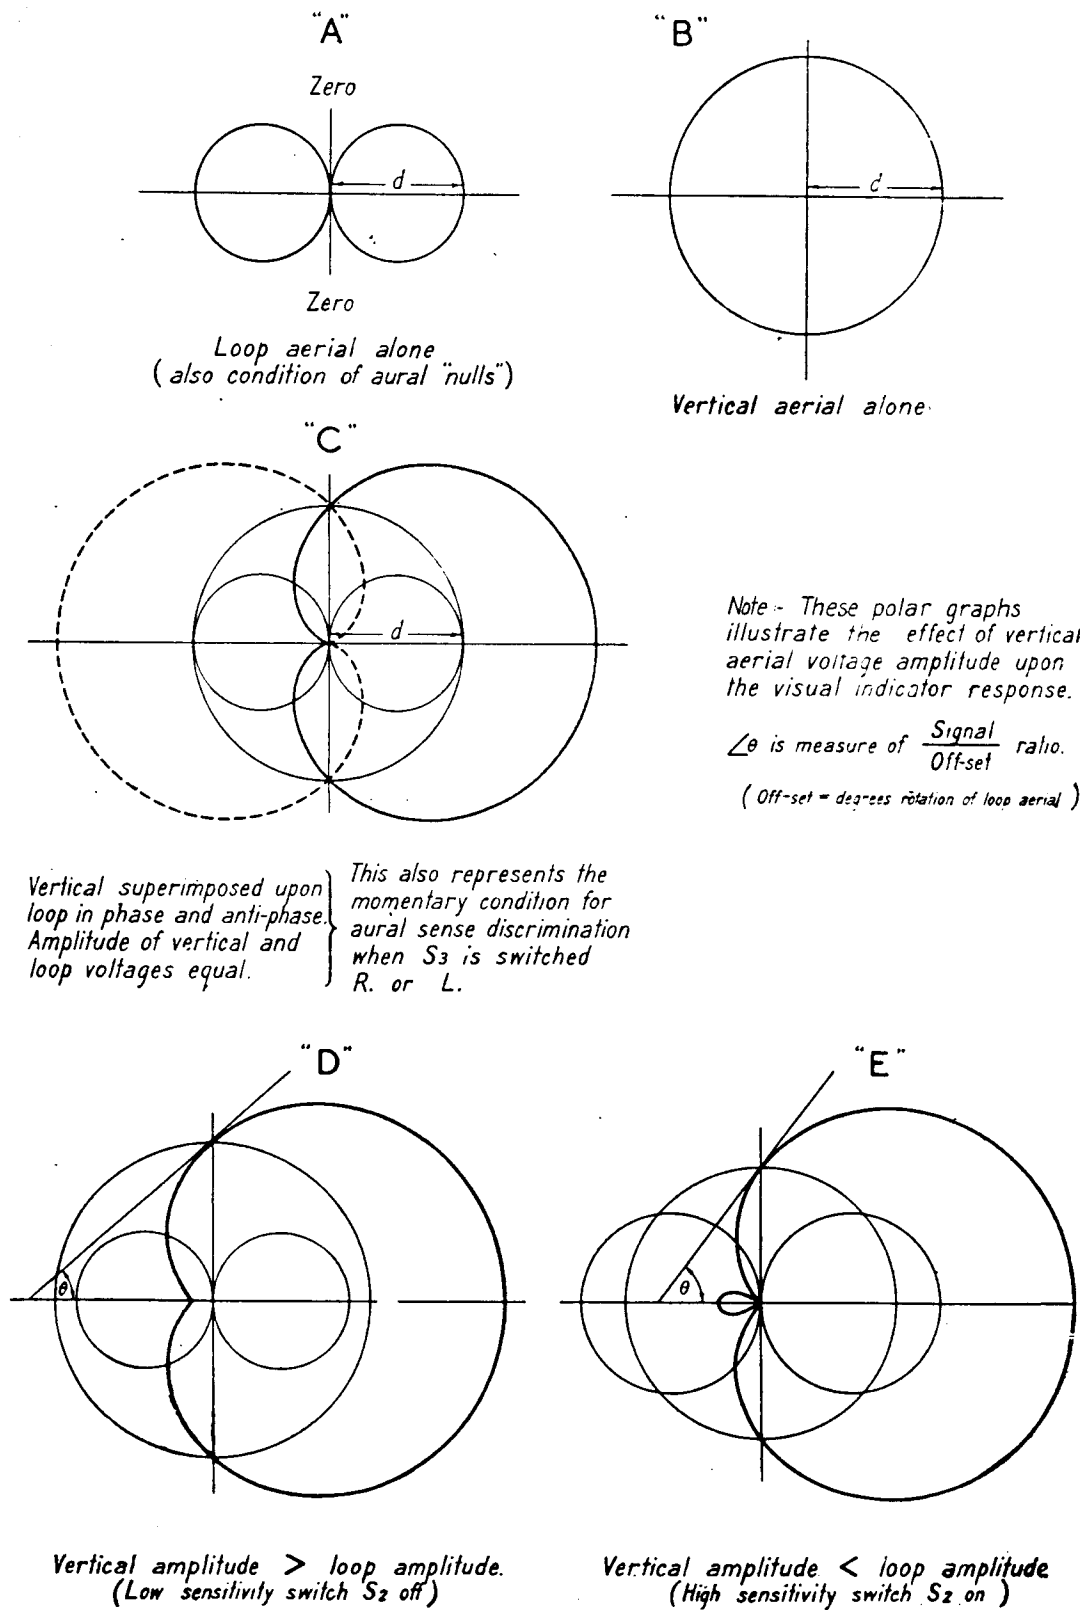 "A"
Zero
d
Zero
Loop aerial alone
( also condition of aural "nulls")
"B"
d
Vertical aerial alone
"C"
d
Note :- These polar graphs
illustrate the effect of vertical
aerial voltage amplitude upon
the visual indicator response.
∠θ is measure of Signal / Off-set ratio.
( Off-set = degrees rotation of loop aerial )
Vertical superimposed upon
loop in phase and anti-phase.
Amplitude of vertical and
loop voltages equal.
This also represents the
momentary condition for
aural sense discrimination
when S3 is switched
R. or L.
"D"
θ
Vertical amplitude > loop amplitude.
(Low sensitivity switch S2 off)
"E"
θ
Vertical amplitude < loop amplitude
(High sensitivity switch S2 on)